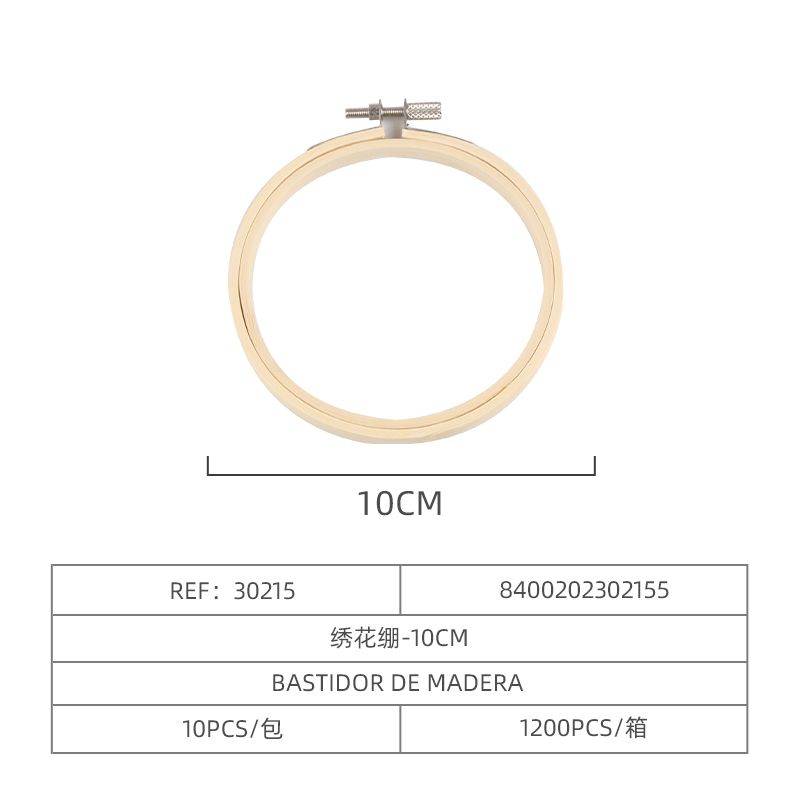 10CM
REF：30215
8400202302155
绣花绷-10CM
BASTIDOR DE MADERA
10PCS/包
1200PCS/箱